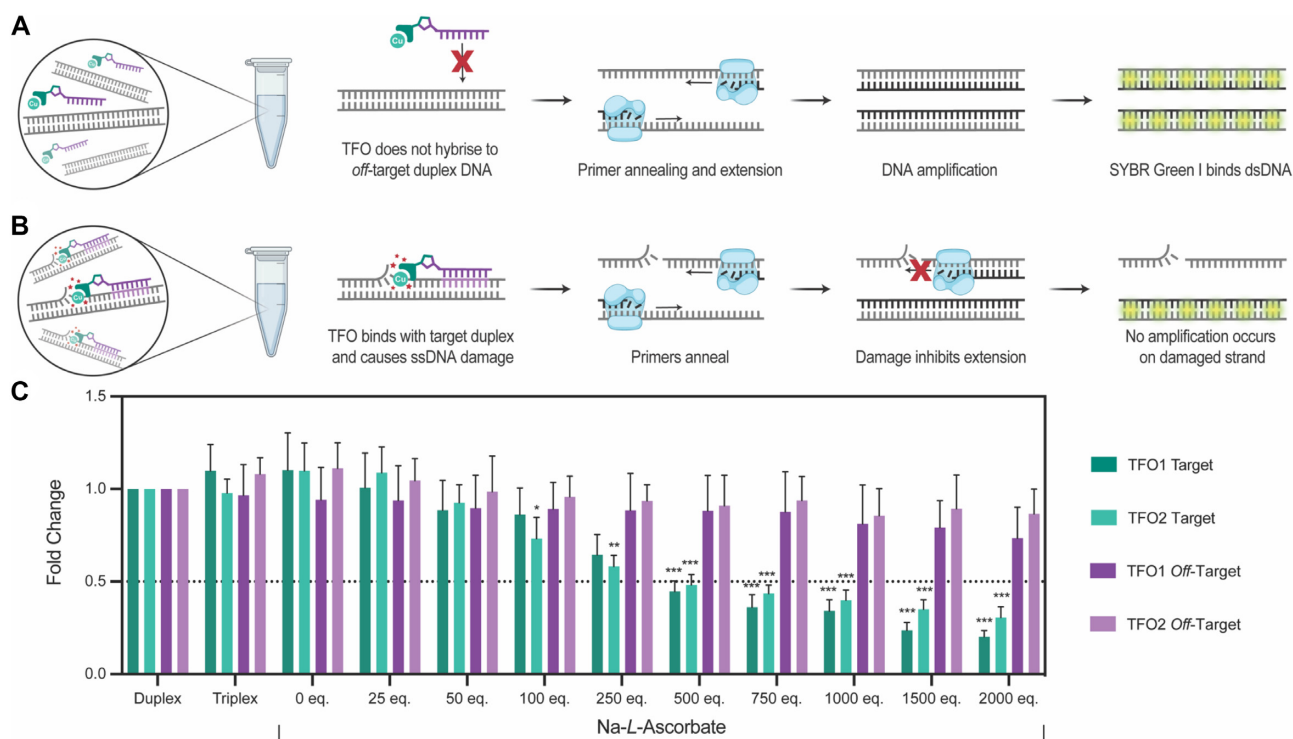 A
Cu
Cu
TFO does not hybrise to
off-target duplex DNA
Primer annealing and extension
DNA amplification
SYBR Green I binds dsDNA
B
Cu
Cu
TFO binds with target duplex
and causes ssDNA damage
Primers anneal
Damage inhibits extension
No amplification occurs
on damaged strand
C
Fold Change
1.5
1.0
0.5
0.0
* ** *** *** *** *** *** *** *** *** *** ***
Duplex Triplex 0 eq. 25 eq. 50 eq. 100 eq. 250 eq. 500 eq. 750 eq. 1000 eq. 1500 eq. 2000 eq.
Na-L-Ascorbate
TFO1 Target
TFO2 Target
TFO1 Off-Target
TFO2 Off-Target